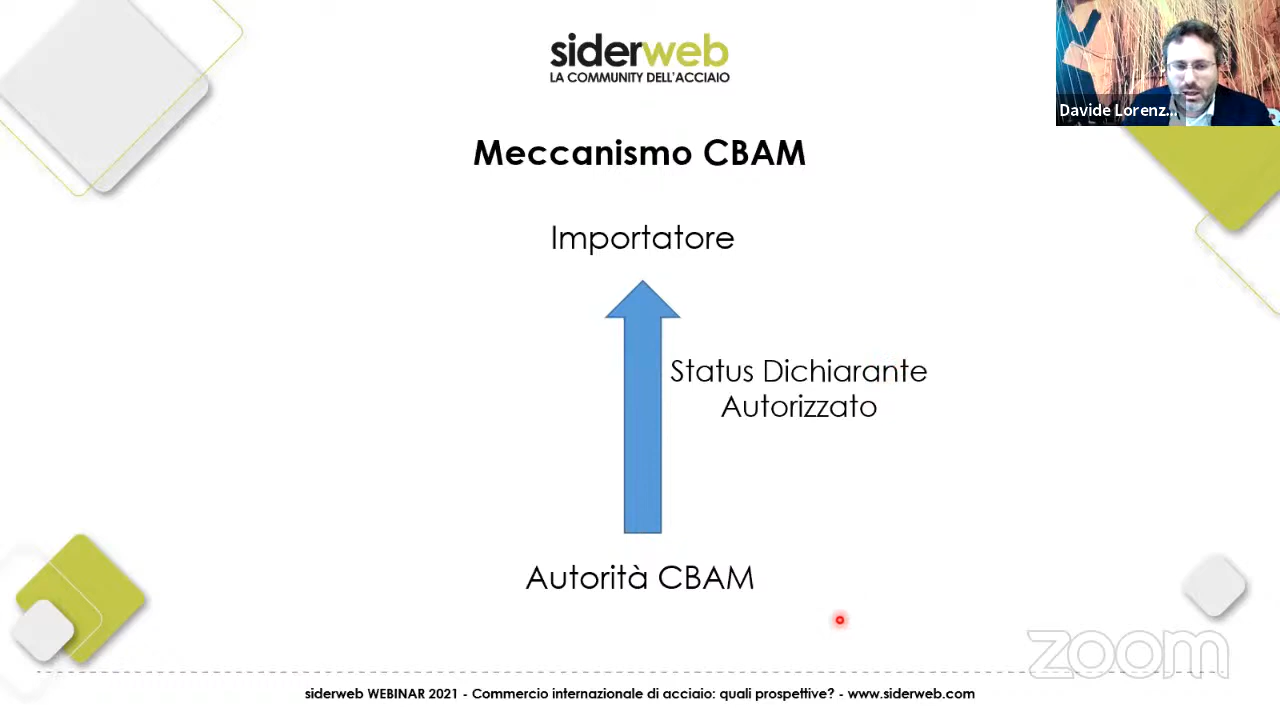 siderweb
LA COMMUNITY DELL'ACCIAIO
Davide Lorenz...
Meccanismo CBAM
Importatore
Status Dichiarante
Autorizzato
Autorità CBAM
zoom
siderweb WEBINAR 2021 - Commercio internazionale di acciaio: quali prospettive? - www.siderweb.com